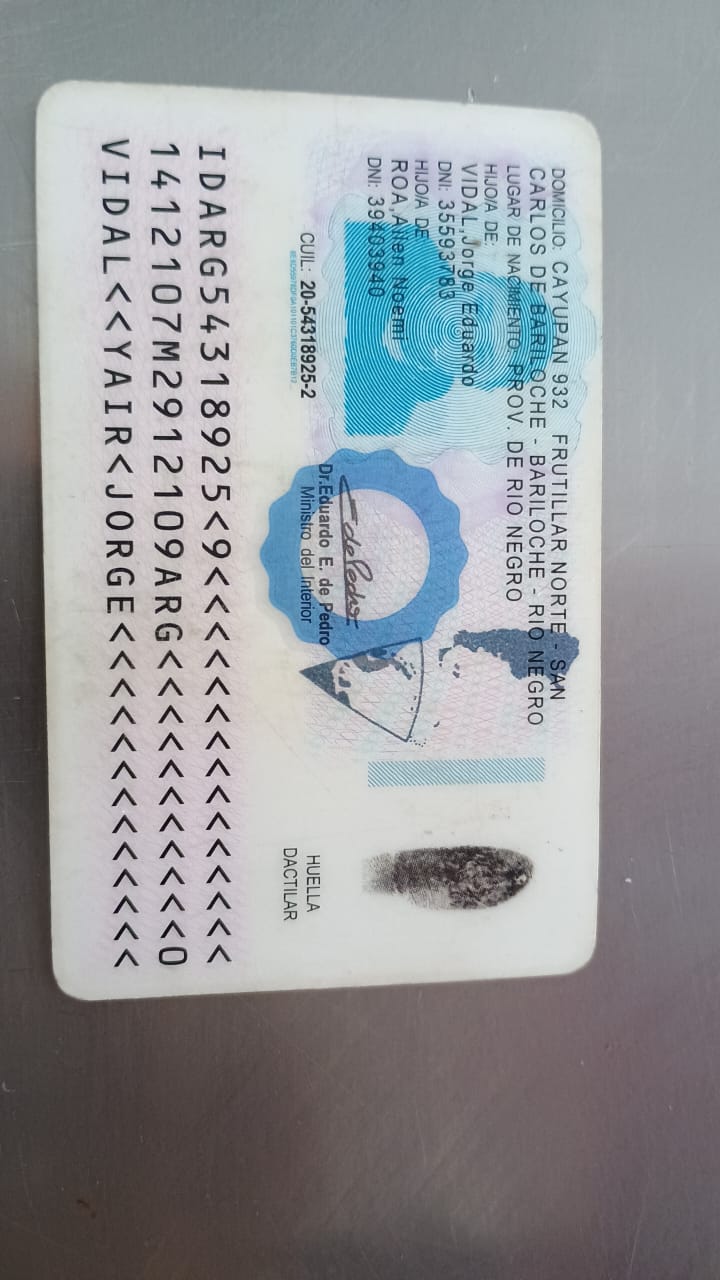 DOMICILIO: CAYUPAN 932 FRUTILLAR NORTE - SAN
CARLOS DE BARILOCHE - BARILOCHE - RIO NEGRO
LUGAR DE NACIMIENTO: PROV. DE RIO NEGRO
HIJO/A DE:
VIDAL, Jorge Eduardo
DNI: 35593783
HIJO/A DE:
ROA, Noemi
DNI: 39403940
CUIL: 20-54318925-2
Dr. Eduardo E. de Pedro
Ministro del Interior
HUELLA
DACTILAR
IDARG54318925<9<<<<<<<<<<<<<<<
1412107M2912109ARG<<<<<<<<<<<0
VIDAL<<YAIR<JORGE<<<<<<<<<<<<<